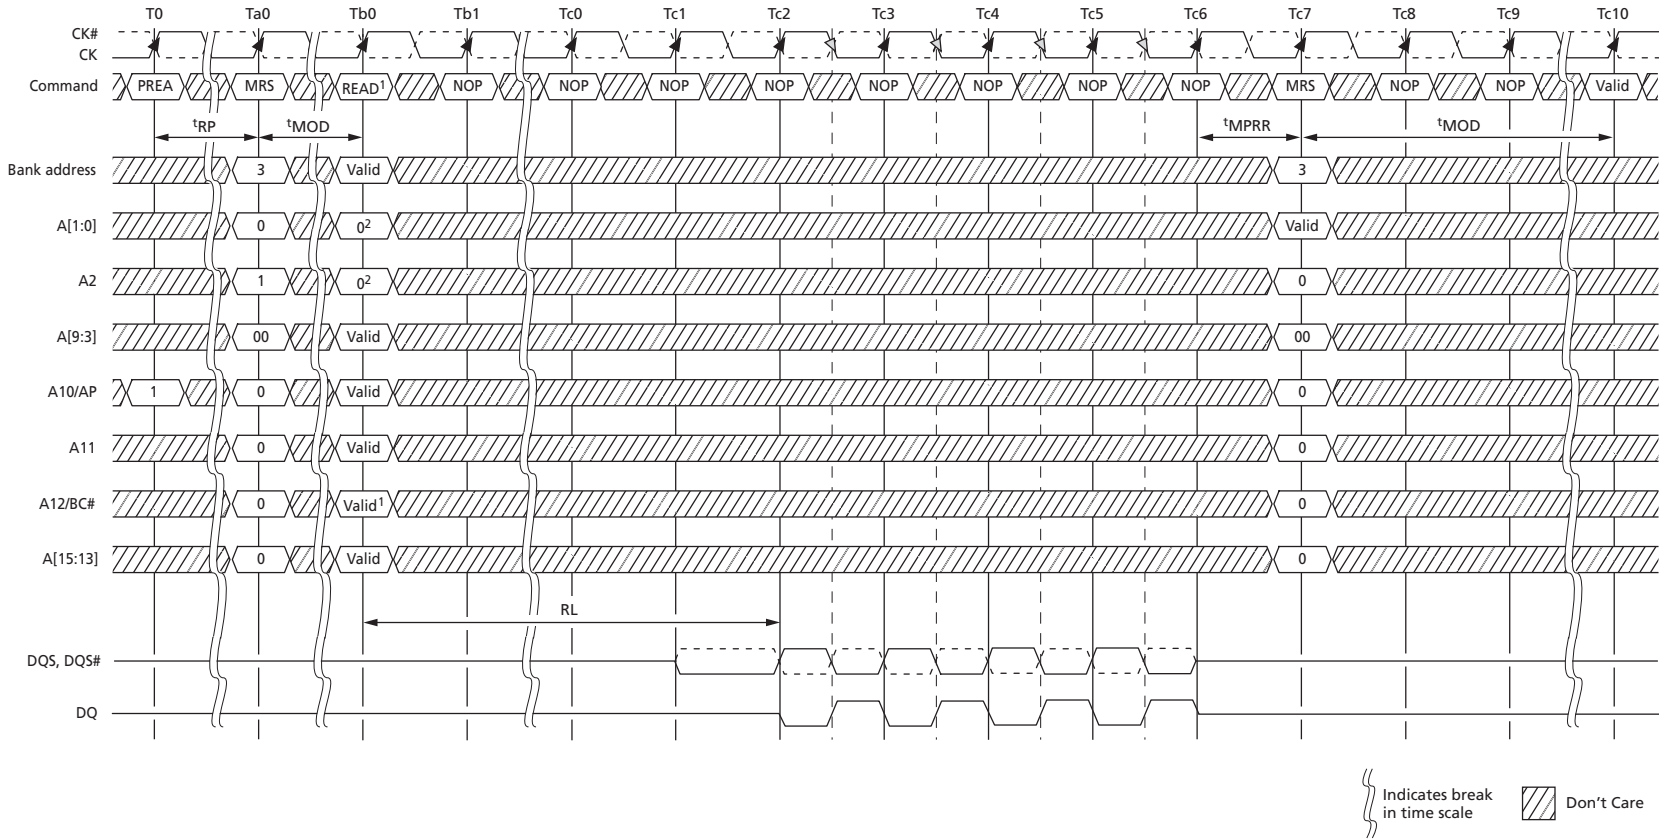 T0 Ta0 Tb0 Tb1 Tc0 Tc1 Tc2 Tc3 Tc4 Tc5 Tc6 Tc7 Tc8 Tc9 Tc10
CK#
CK
Command PREA MRS READ¹ NOP NOP NOP NOP NOP NOP NOP NOP MRS NOP NOP Valid
ᵗRP ᵗMOD ᵗMPRR ᵗMOD
Bank address 3 Valid 3
A[1:0] 0 0² Valid
A2 1 0² 0
A[9:3] 00 Valid 00
A10/AP 1 0 Valid 0
A11 0 Valid 0
A12/BC# 0 Valid¹ 0
A[15:13] 0 Valid 0
RL
DQS, DQS#
DQ
Indicates break
in time scale
Don't Care